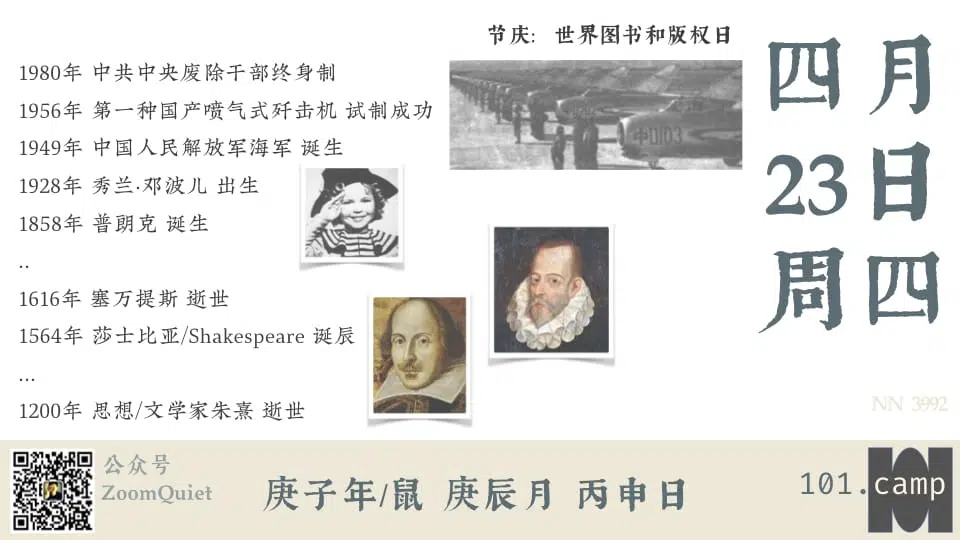 节庆: 世界图书和版权日
1980年 中共中央废除干部终身制
1956年 第一种国产喷气式歼击机 试制成功
1949年 中国人民解放军海军 诞生
1928年 秀兰·邓波儿 出生
1858年 普朗克 诞生
..
1616年 塞万提斯 逝世
1564年 莎士比亚/Shakespeare 诞辰
...
1200年 思想/文学家朱熹 逝世
中0103
四月
23日
周四
NN 3992
公众号
ZoomQuiet
庚子年/鼠 庚辰月 丙申日
101.camp